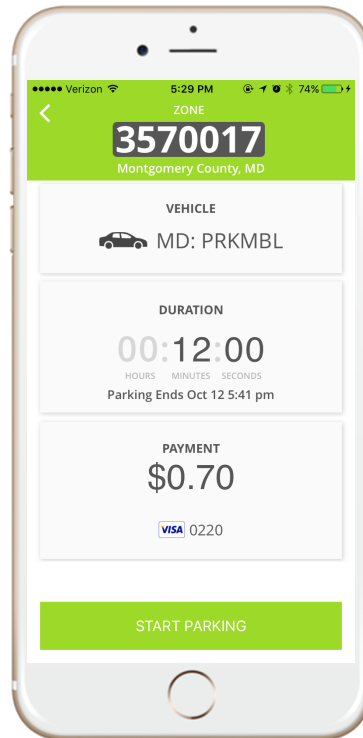 Verizon 5:29 PM 74%
ZONE
3570017
Montgomery County, MD
VEHICLE
MD: PRKMBL
DURATION
00:12:00
HOURS MINUTES SECONDS
Parking Ends Oct 12 5:41 pm
PAYMENT
$0.70
VISA 0220
START PARKING